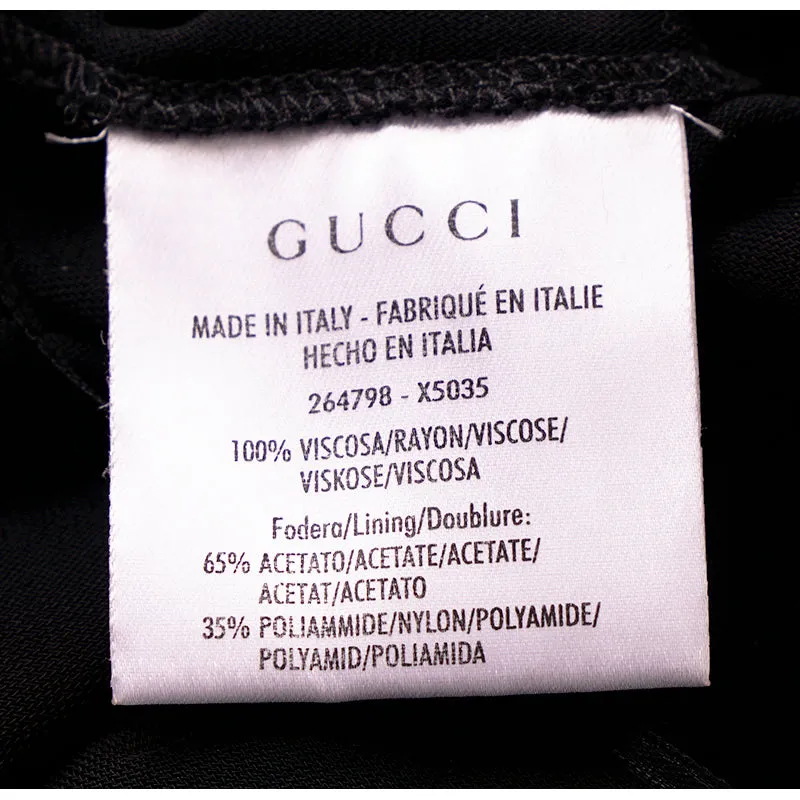 GUCCI
MADE IN ITALY - FABRIQUÉ EN ITALIE
HECHO EN ITALIA
264798 - X5035
100% VISCOSA/RAYON/VISCOSE/
VISKOSE/VISCOSA
Fodera/Lining/Doublure:
65% ACETATO/ACETATE/ACETATE/
ACETAT/ACETATO
35% POLIAMMIDE/NYLON/POLYAMIDE/
POLYAMID/POLIAMIDA